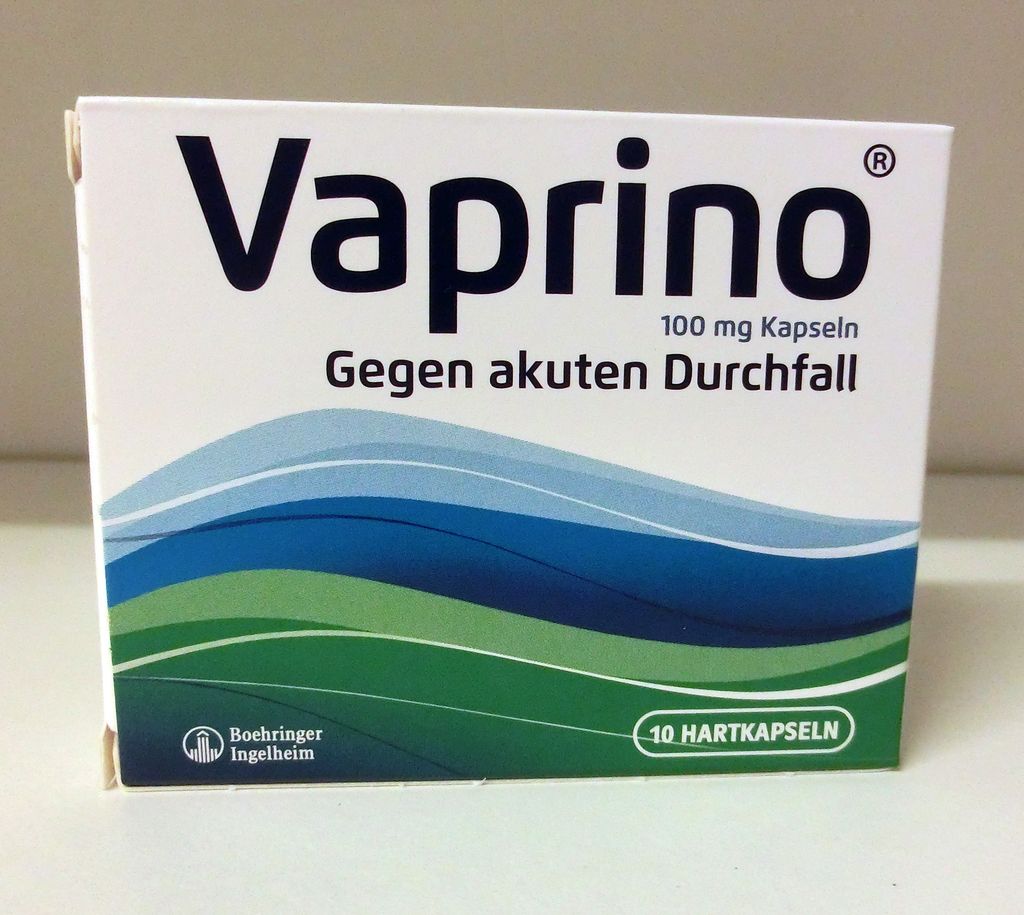 Vaprino®
100 mg Kapseln
Gegen akuten Durchfall
Boehringer
Ingelheim
10 HARTKAPSELN